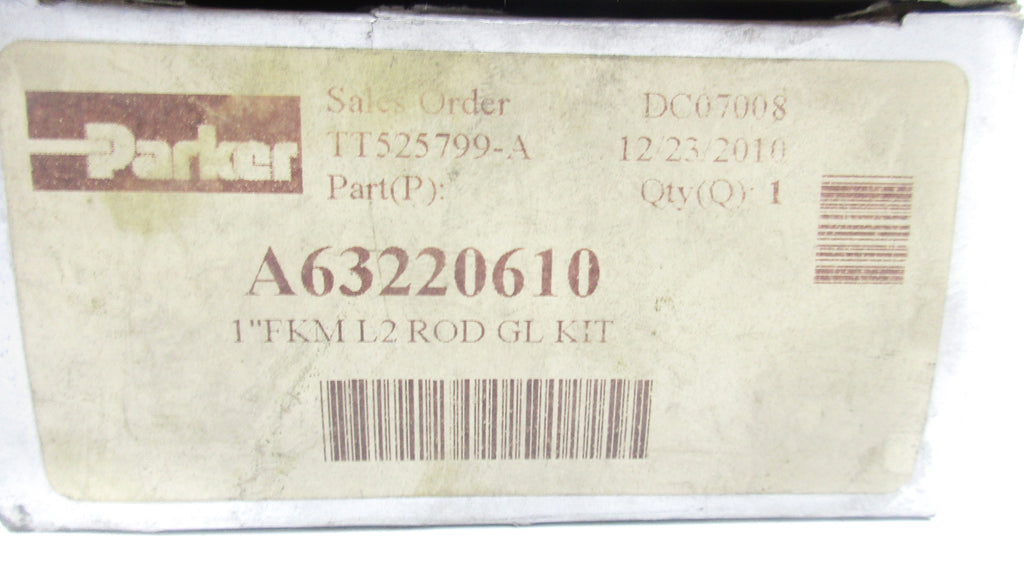 Parker
Sales Order DC07008
TT525799-A 12/23/2010
Part(P): Qty(Q): 1
A63220610
1"FKM L2 ROD GL KIT